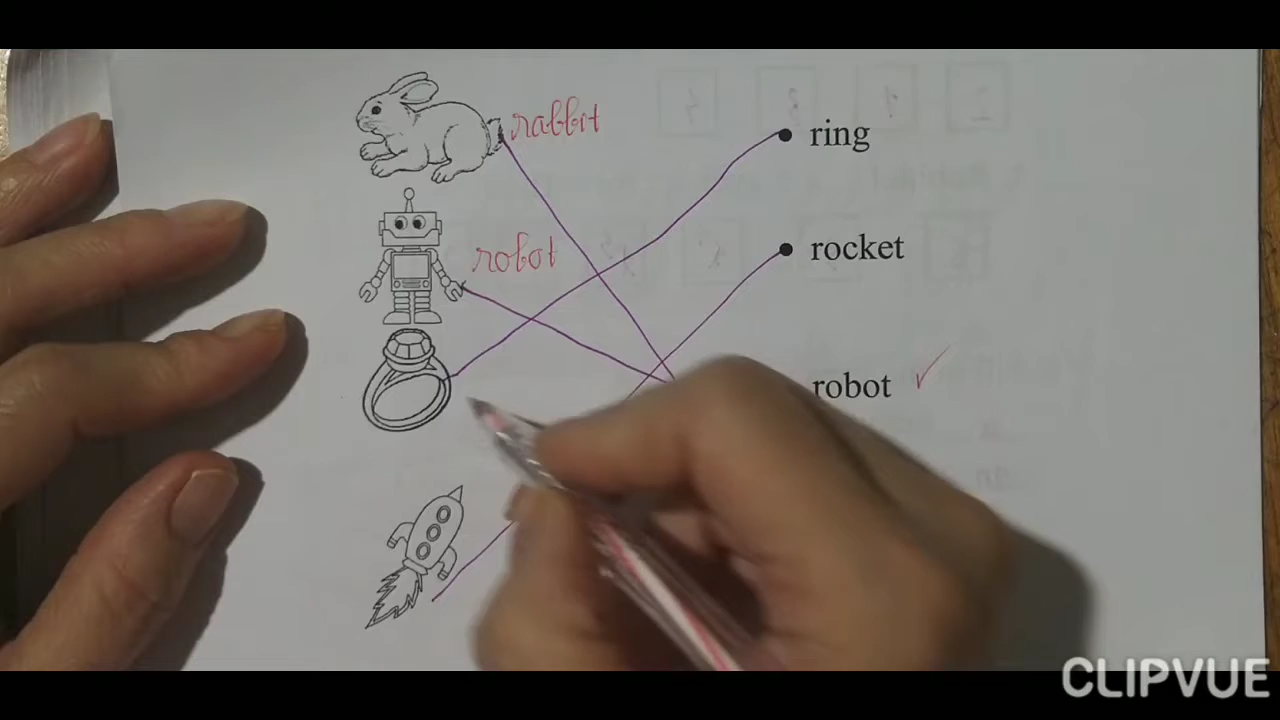 rabbit
ring
robot
rocket
robot ✓
CLIPVUE